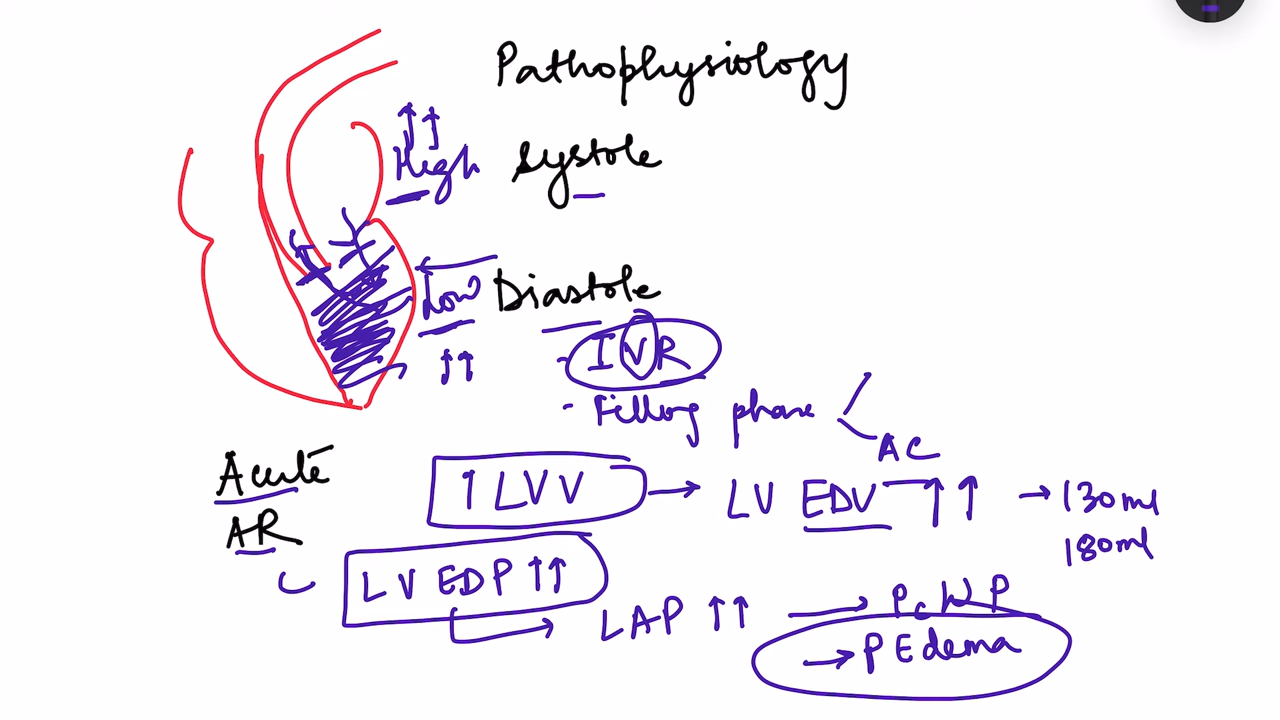 Pathophysiology
↑↑
High Systole
Low Diastole
↑↑
- IVR
- Filling phase
AC
Acute
AR
↑ LVV → LV EDV ↑↑ → 130ml
180ml
LV EDP ↑↑
LAP ↑↑ → PcWP
→ P Edema